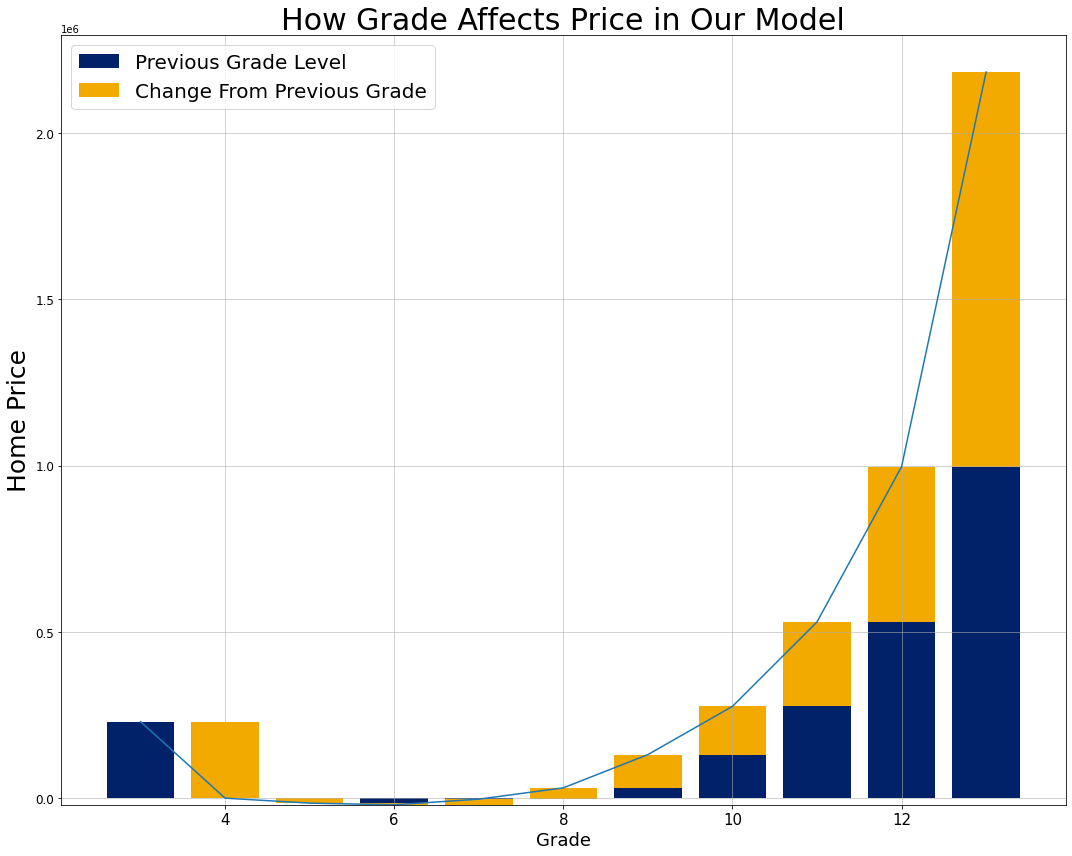 How Grade Affects Price in Our Model
1e6
Previous Grade Level
Change From Previous Grade
2.0
1.5
1.0
0.5
0.0
Home Price
4 6 8 10 12
Grade